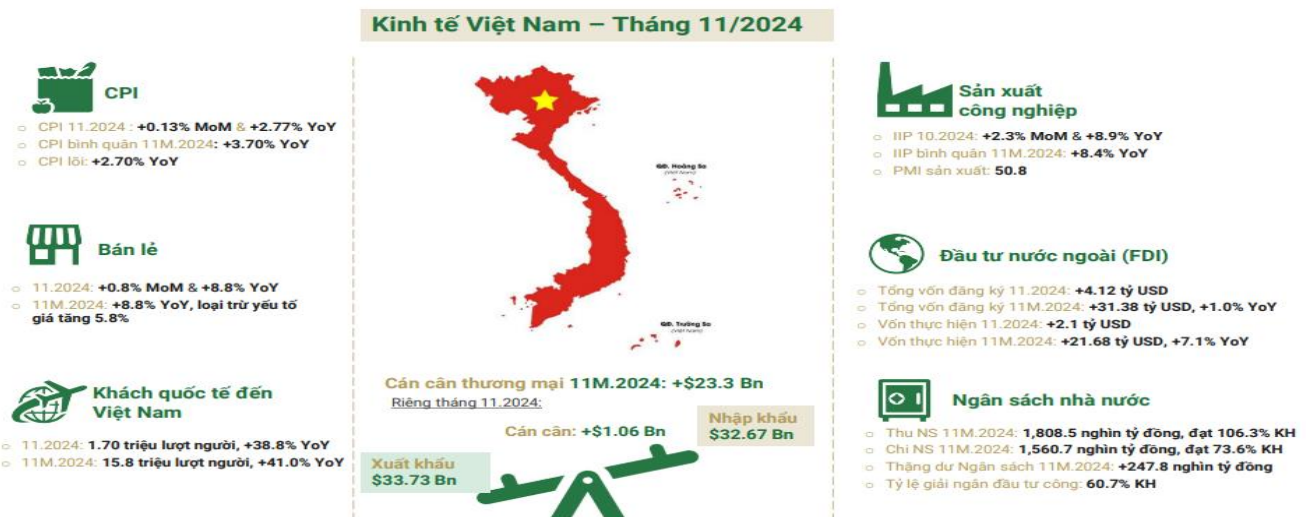 Kinh tế Việt Nam – Tháng 11/2024
CPI
CPI 11.2024 : +0.13% MoM & +2.77% YoY
CPI bình quân 11M.2024: +3.70% YoY
CPI lõi: +2.70% YoY
Bán lẻ
11.2024: +0.8% MoM & +8.8% YoY
11M.2024: +8.8% YoY, loại trừ yếu tố
giá tăng 5.8%
Khách quốc tế đến
Việt Nam
11.2024: 1.70 triệu lượt người, +38.8% YoY
11M.2024: 15.8 triệu lượt người, +41.0% YoY
QĐ. Hoàng Sa
(Việt Nam)
QĐ. Trường Sa
(Việt Nam)
Cán cân thương mại 11M.2024: +$23.3 Bn
Riêng tháng 11.2024:
Cán cân: +$1.06 Bn
Nhập khẩu
$32.67 Bn
Xuất khẩu
$33.73 Bn
Sản xuất
công nghiệp
IIP 10.2024: +2.3% MoM & +8.9% YoY
IIP bình quân 11M.2024: +8.4% YoY
PMI sản xuất: 50.8
Đầu tư nước ngoài (FDI)
Tổng vốn đăng ký 11.2024: +4.12 tỷ USD
Tổng vốn đăng ký 11M.2024: +31.38 tỷ USD, +1.0% YoY
Vốn thực hiện 11.2024: +2.1 tỷ USD
Vốn thực hiện 11M.2024: +21.68 tỷ USD, +7.1% YoY
Ngân sách nhà nước
Thu NS 11M.2024: 1,808.5 nghìn tỷ đồng, đạt 106.3% KH
Chi NS 11M.2024: 1,560.7 nghìn tỷ đồng, đạt 73.6% KH
Thặng dư Ngân sách 11M.2024: +247.8 nghìn tỷ đồng
Tỷ lệ giải ngân đầu tư công: 60.7% KH